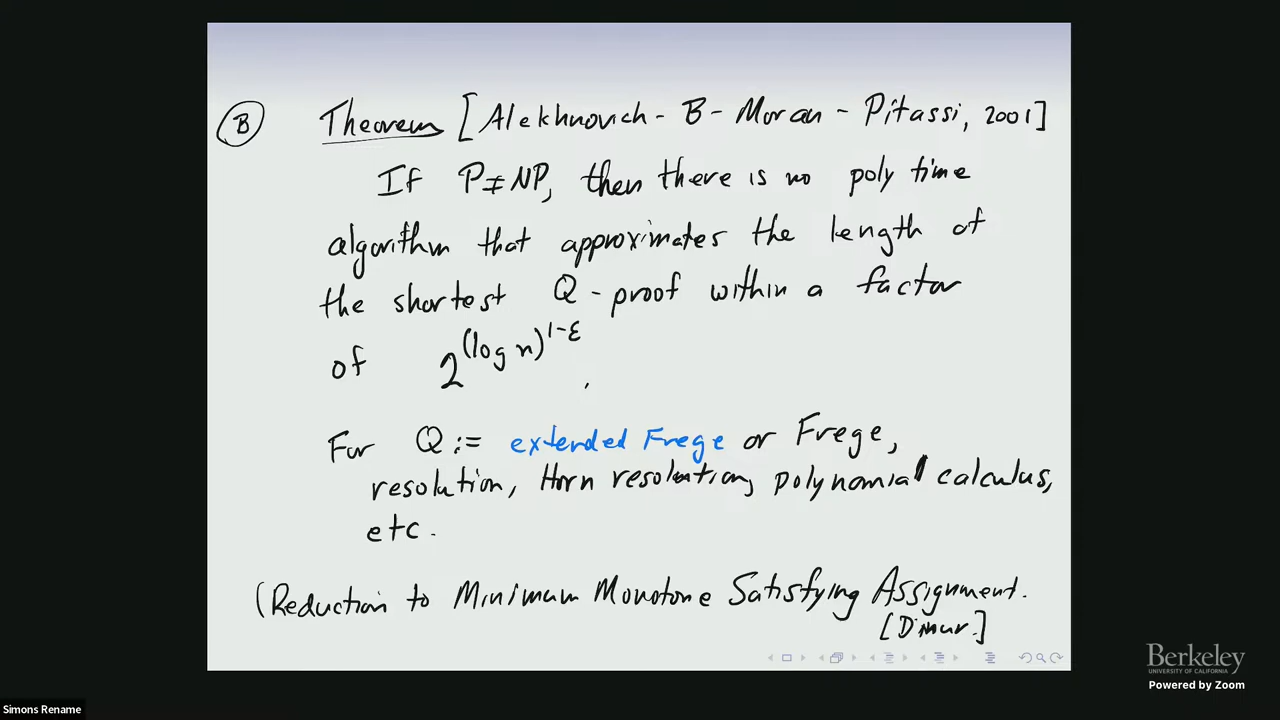 B Theorem [Alekhnovich - B - Moran - Pitassi, 2001]
If P≠NP, then there is no poly time
algorithm that approximates the length of
the shortest Q-proof within a factor
of 2^{(log n)^{1-ε}}.
For Q := extended Frege or Frege,
resolution, Horn resolution, polynomial calculus,
etc.
(Reduction to Minimum Monotone Satisfying Assignment.
[Dinur.]
Berkeley
UNIVERSITY OF CALIFORNIA
Powered by Zoom
Simons Rename